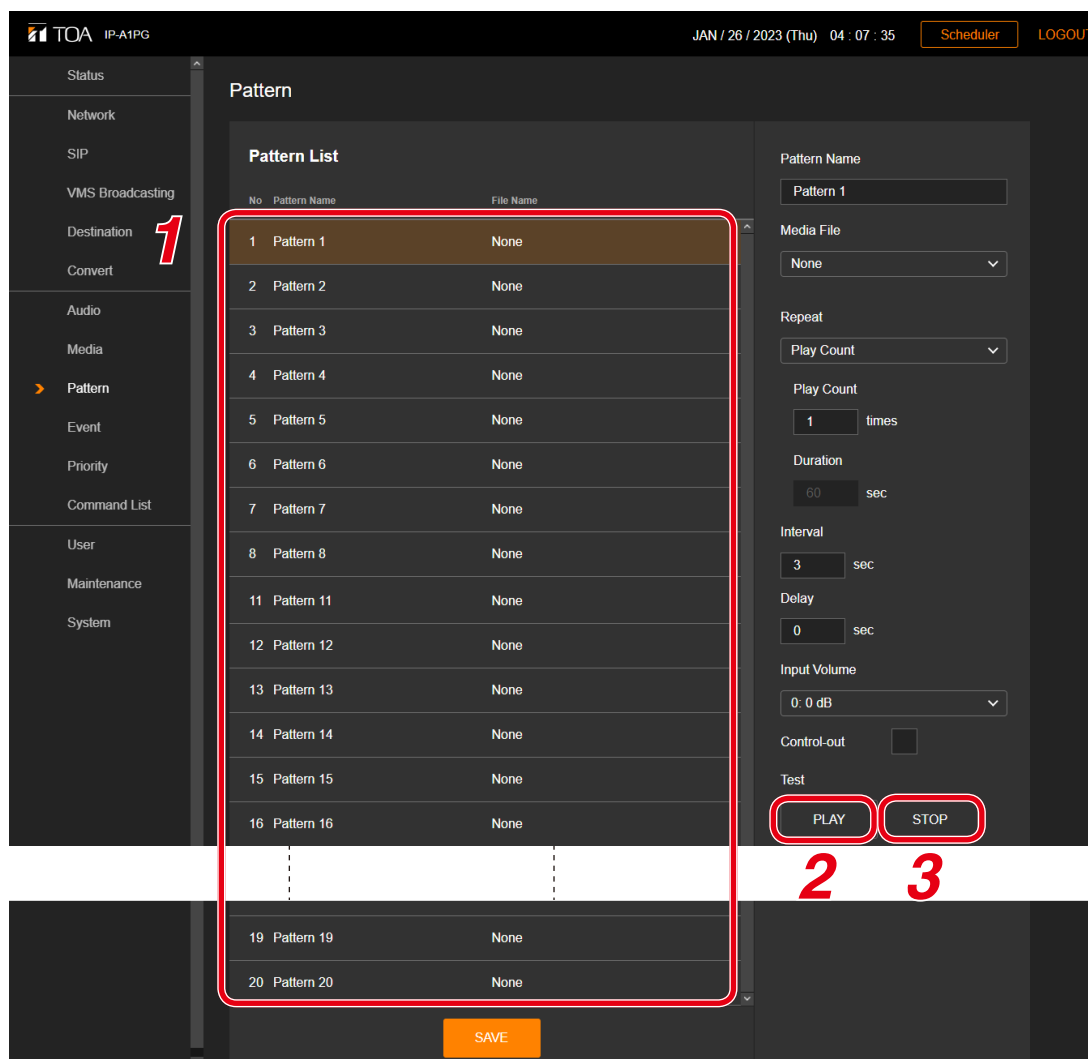 TOA IP-A1PG JAN / 26 / 2023 (Thu) 04 : 07 : 35 Scheduler LOGOUT
Status
Network
SIP
VMS Broadcasting
Destination
Convert
Audio
Media
Pattern
Event
Priority
Command List
User
Maintenance
System
1
Pattern
Pattern List
No Pattern Name File Name
1 Pattern 1 None
2 Pattern 2 None
3 Pattern 3 None
4 Pattern 4 None
5 Pattern 5 None
6 Pattern 6 None
7 Pattern 7 None
8 Pattern 8 None
11 Pattern 11 None
12 Pattern 12 None
13 Pattern 13 None
14 Pattern 14 None
15 Pattern 15 None
16 Pattern 16 None
19 Pattern 19 None
20 Pattern 20 None
SAVE
Pattern Name
Pattern 1
Media File
None
Repeat
Play Count
Play Count
1 times
Duration
60 sec
Interval
3 sec
Delay
0 sec
Input Volume
0: 0 dB
Control-out
Test
PLAY STOP
2 3